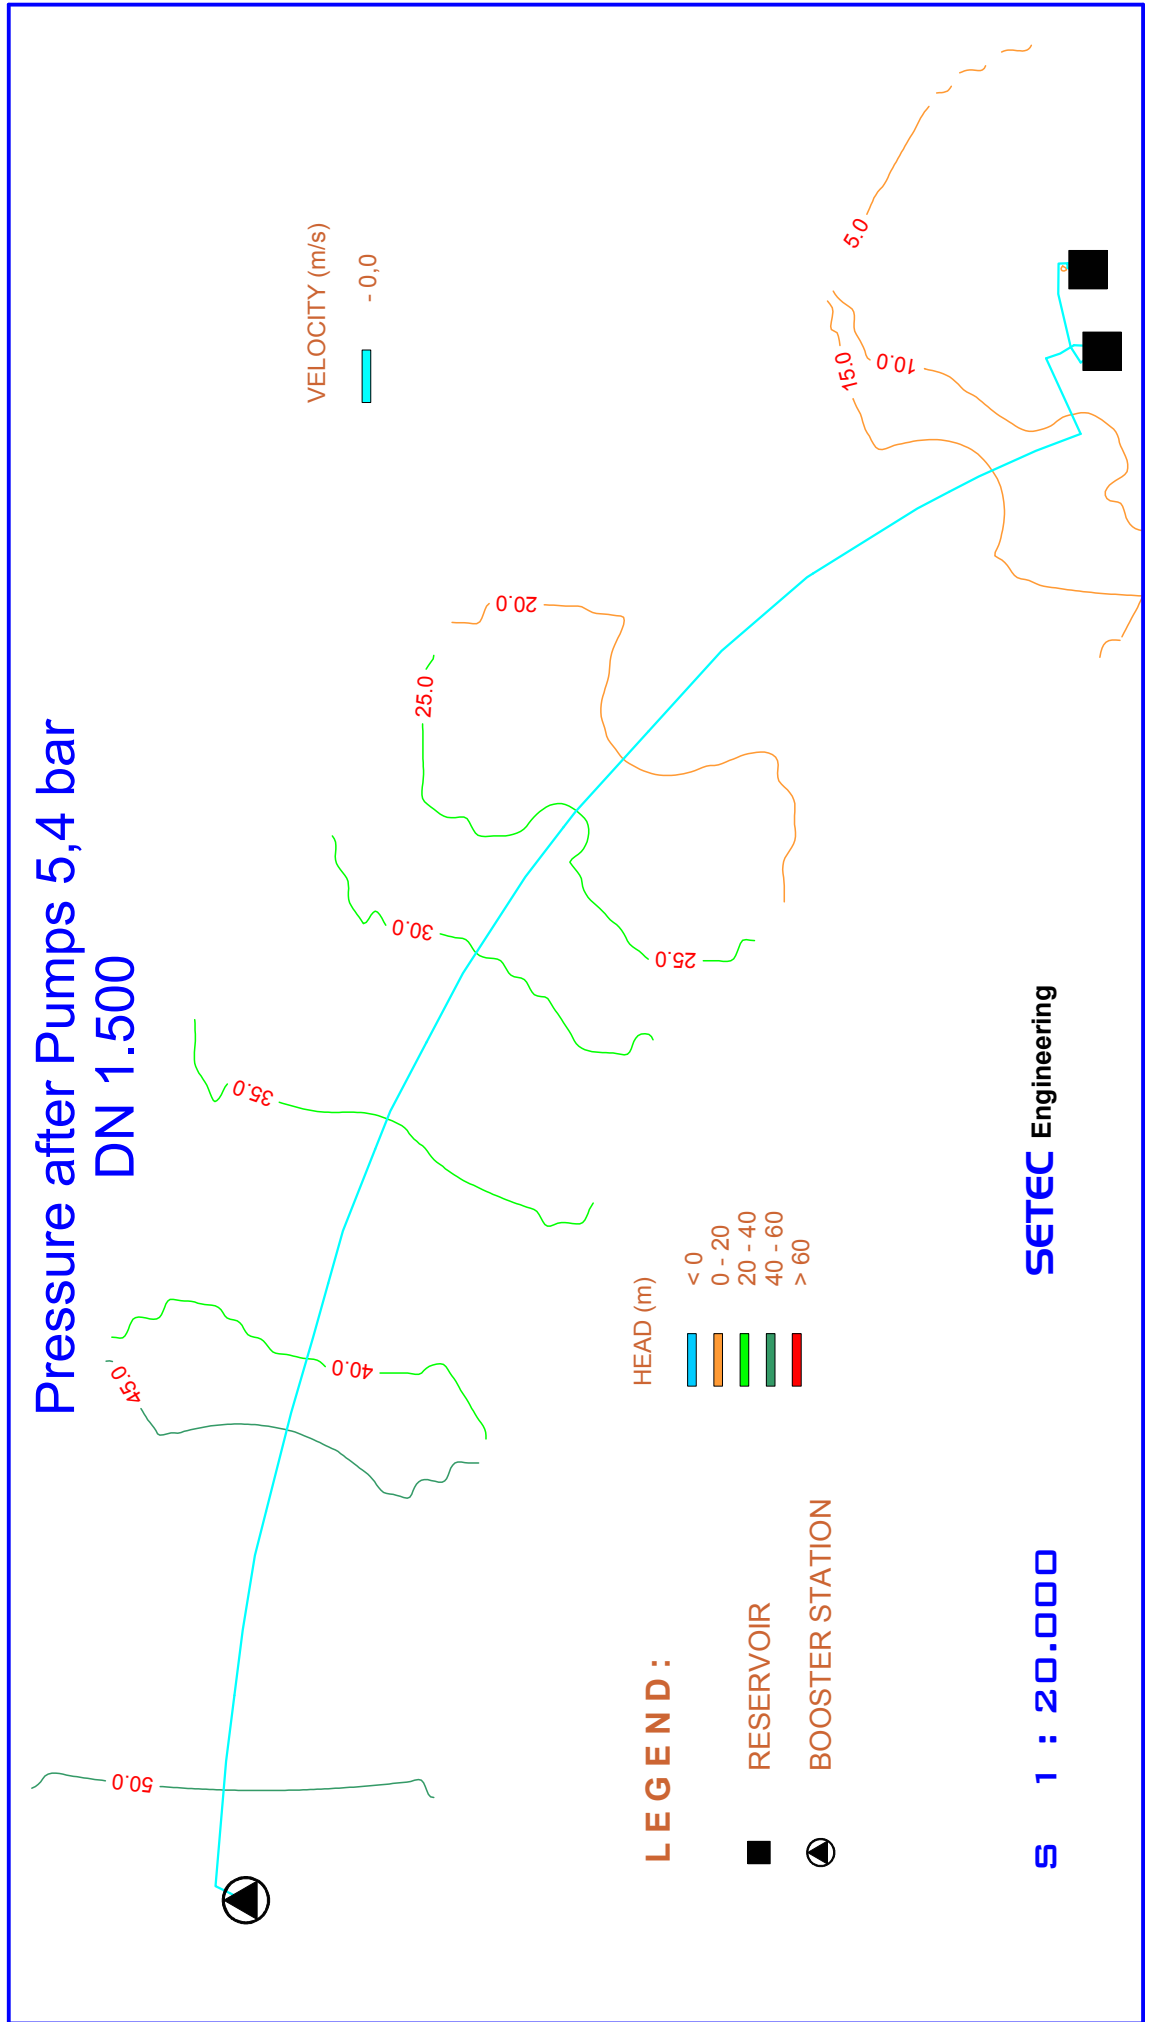 Pressure after Pumps 5,4 bar
DN 1.500
50.0
45.0
40.0
35.0
30.0
25.0
25.0
20.0
15.0
10.0
5.0
VELOCITY (m/s)
- 0,0
HEAD (m)
< 0
0 - 20
20 - 40
40 - 60
> 60
LEGEND:
RESERVOIR
BOOSTER STATION
S 1 : 20.000
SETEC Engineering